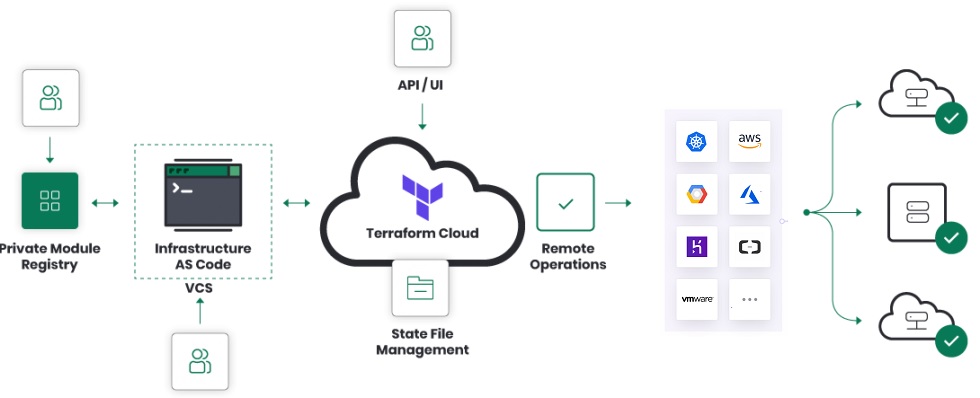 API / UI
Private Module
Registry
Infrastructure
AS Code
VCS
Terraform Cloud
State File
Management
Remote
Operations
aws
vmware